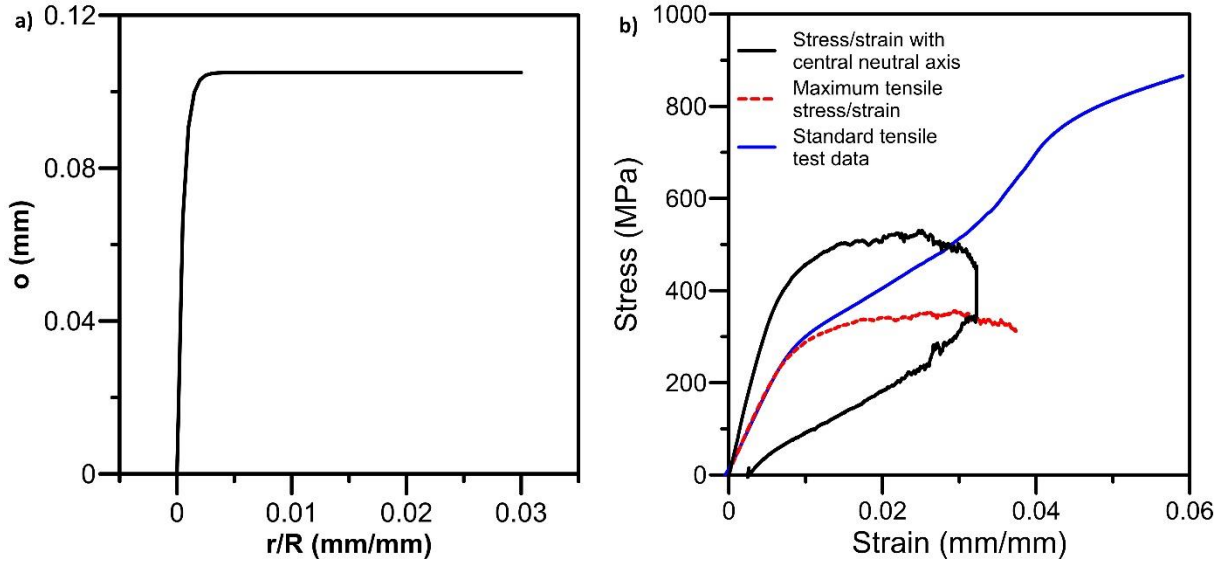 a)
0.12
0.08
0.04
0
o (mm)
0
0.01
0.02
0.03
r/R (mm/mm)
b)
1000
800
600
400
200
0
Stress (MPa)
Stress/strain with
central neutral axis
Maximum tensile
stress/strain
Standard tensile
test data
0
0.02
0.04
0.06
Strain (mm/mm)